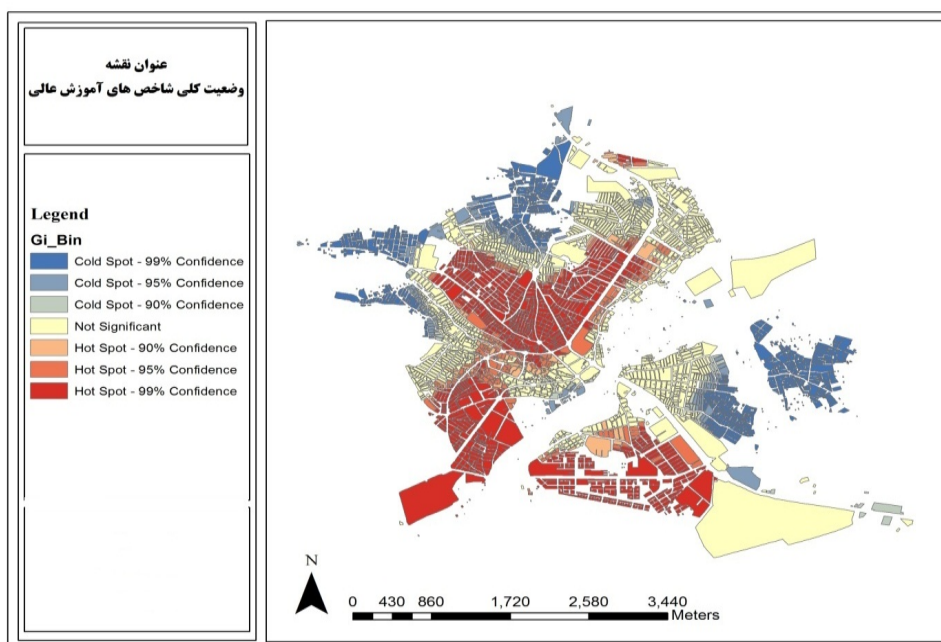 عنوان نقشه
وضعیت کلی شاخص های آموزش عالی
Legend
Gi_Bin
Cold Spot - 99% Confidence
Cold Spot - 95% Confidence
Cold Spot - 90% Confidence
Not Significant
Hot Spot - 90% Confidence
Hot Spot - 95% Confidence
Hot Spot - 99% Confidence
N
0 430 860 1,720 2,580 3,440
Meters